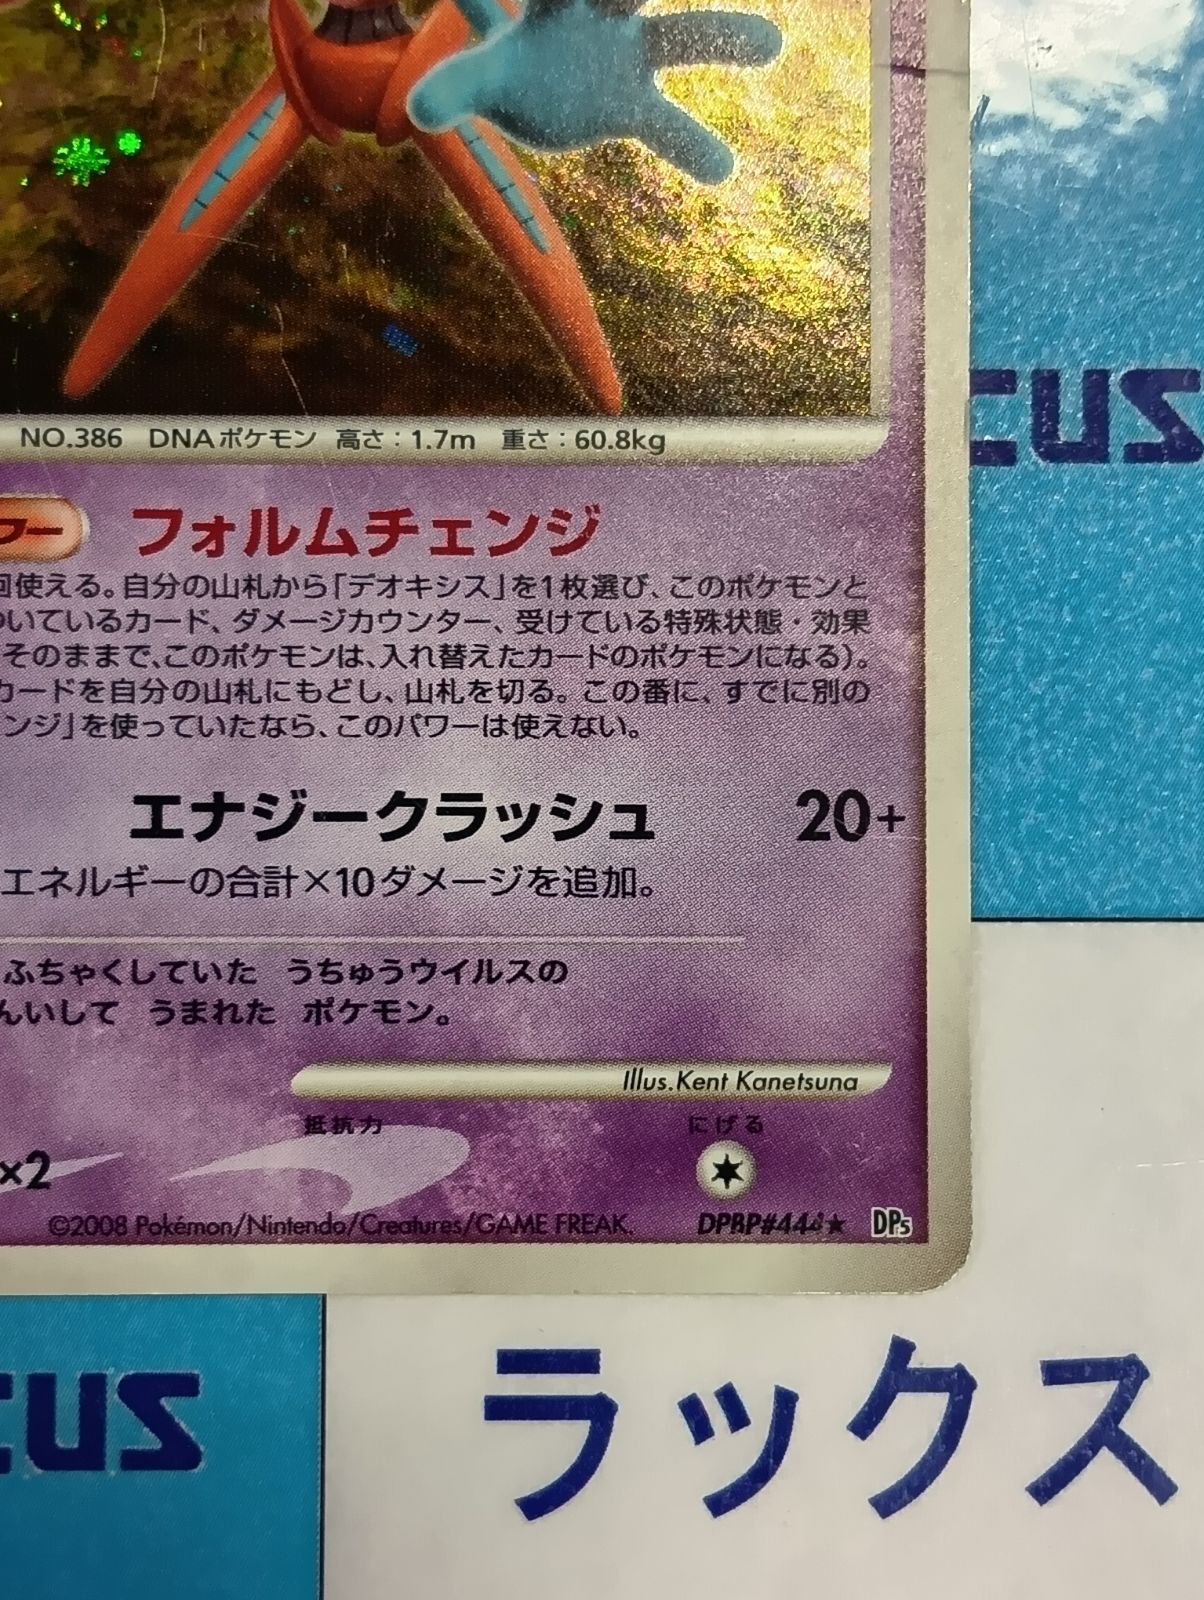 cuz
NO.386 DNAポケモン 高さ：1.7m 重さ：60.8kg
ワー フォルムチェンジ
回使える。自分の山札から「デオキシス」を1枚選び、このポケモンと
ついているカード、ダメージカウンター、受けている特殊状態・効果
そのままで、このポケモンは、入れ替えたカードのポケモンになる）。
カードを自分の山札にもどし、山札を切る。この番に、すでに別の
ンジ」を使っていたなら、このパワーは使えない。
エナジークラッシュ 20+
エネルギーの合計×10ダメージを追加。
ふちゃくしていた うちゅうウイルスの
んいして うまれた ポケモン。
Illus.Kent Kanetsuna
抵抗力 にげる
×2
©2008 Pokémon/Nintendo/Creatures/GAME FREAK. DP5
cuz
ラックス